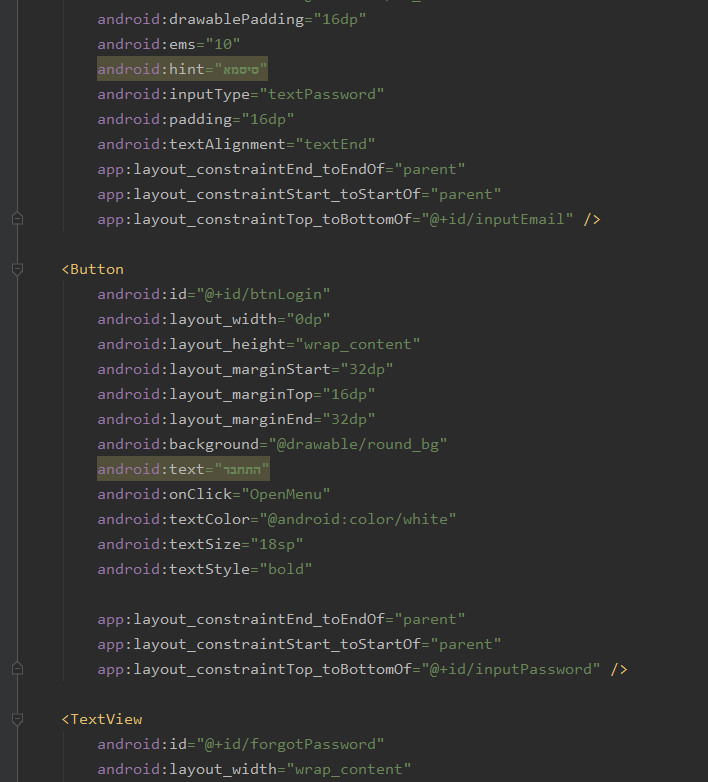 android:drawablePadding="16dp"
android:ems="10"
android:hint="סיסמא"
android:inputType="textPassword"
android:padding="16dp"
android:textAlignment="textEnd"
app:layout_constraintEnd_toEndOf="parent"
app:layout_constraintStart_toStartOf="parent"
app:layout_constraintTop_toBottomOf="@+id/inputEmail" />
<Button
android:id="@+id/btnLogin"
android:layout_width="0dp"
android:layout_height="wrap_content"
android:layout_marginStart="32dp"
android:layout_marginTop="16dp"
android:layout_marginEnd="32dp"
android:background="@drawable/round_bg"
android:text="התחבר"
android:onClick="OpenMenu"
android:textColor="@android:color/white"
android:textSize="18sp"
android:textStyle="bold"
app:layout_constraintEnd_toEndOf="parent"
app:layout_constraintStart_toStartOf="parent"
app:layout_constraintTop_toBottomOf="@+id/inputPassword" />
<TextView
android:id="@+id/forgotPassword"
android:layout_width="wrap_content"